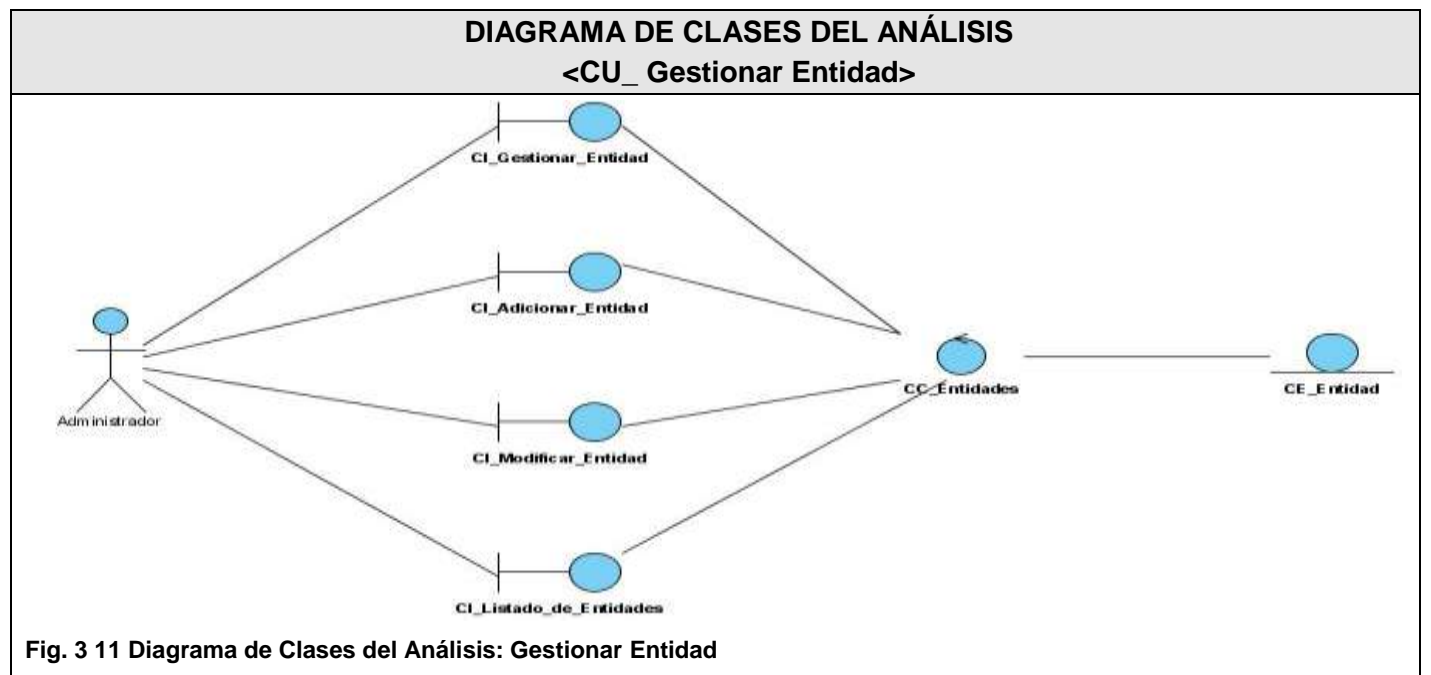 DIAGRAMA DE CLASES DEL ANÁLISIS
<CU_ Gestionar Entidad>
CI_Gestionar_Entidad
CI_Adicionar_Entidad
Administrador
CC_Entidades
CE_Entidad
CI_Modificar_Entidad
CI_Listado_de_Entidades
Fig. 3 11 Diagrama de Clases del Análisis: Gestionar Entidad